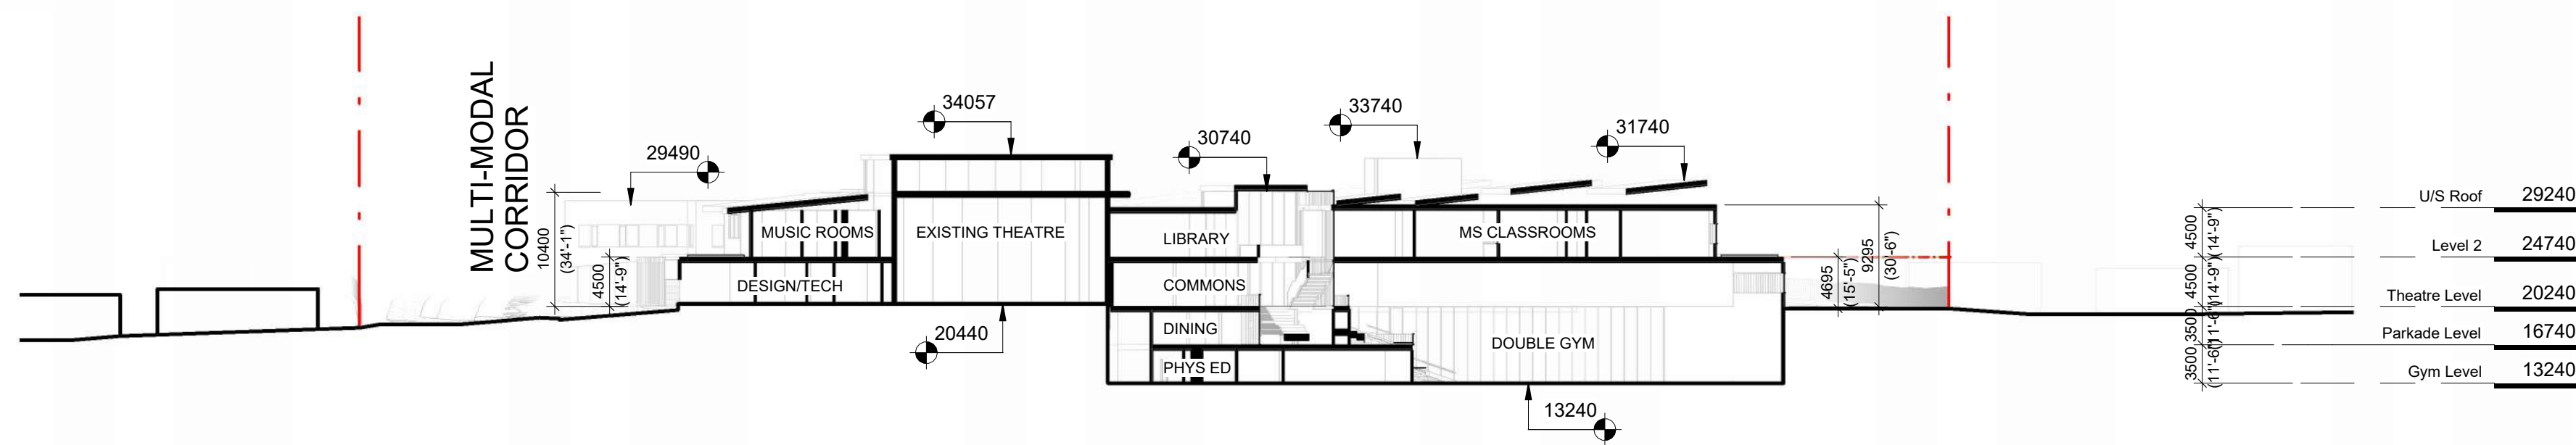 MULTI-MODAL
CORRIDOR
29490
34057
30740
33740
31740
10400
(34'-1")
4500
(14'-9")
MUSIC ROOMS
DESIGN/TECH
EXISTING THEATRE
20440
LIBRARY
COMMONS
DINING
PHYS ED
MS CLASSROOMS
DOUBLE GYM
13240
4695
(15'-5")
9295
(30'-6")
4500
(14'-9")
4500
(14'-9")
3500
(11'-6")
3500
(11'-6")
U/S Roof 29240
Level 2 24740
Theatre Level 20240
Parkade Level 16740
Gym Level 13240